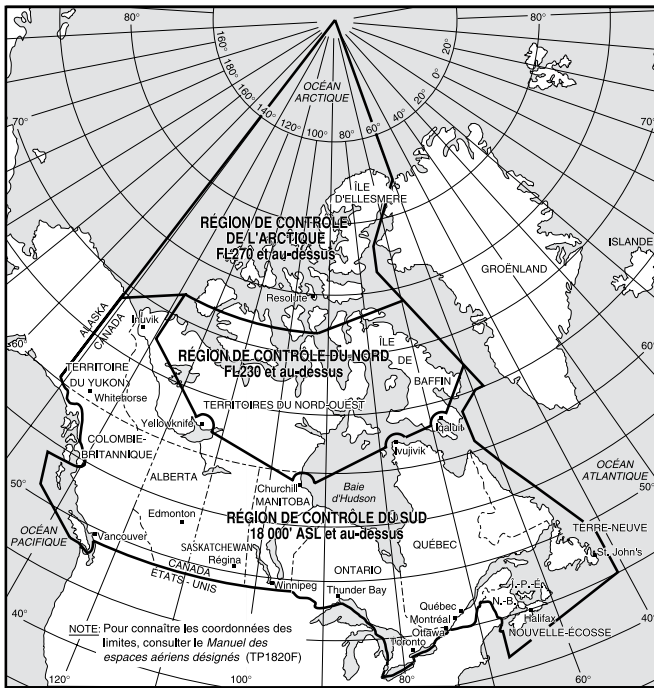 80°
160°
180°
160°
140°
120°
100°
80°
60°
40°
20°
0°
20°
80°
OCÉAN
ARCTIQUE
70°
70°
ÎLE
D'ELLESMERE
RÉGION DE CONTRÔLE
DE L'ARCTIQUE
FL270 et au-dessus
ISLANDE
GROËNLAND
Resolute
ALASKA
CANADA
Inuvik
60°
60°
RÉGION DE CONTRÔLE DU NORD
FL230 et au-dessus
ÎLE
DE
BAFFIN
TERRITOIRE
DU YUKON
Whitehorse
TERRITOIRES DU NORD-OUEST
Yellowknife
Iqaluit
Ivujivik
COLOMBIE-
BRITANNIQUE
ALBERTA
Churchill
MANITOBA
Baie
d'Hudson
OCÉAN
ATLANTIQUE
50°
50°
Edmonton
RÉGION DE CONTRÔLE DU SUD
18 000' ASL et au-dessus
OCÉAN
PACIFIQUE
Vancouver
SASKATCHEWAN
Régina
QUÉBEC
TERRE-NEUVE
St. John's
CANADA
ÉTATS - UNIS
Winnipeg
ONTARIO
Thunder Bay
Î.-P.-É.
N.-B.
Québec
Montréal
Ottawa
Toronto
Halifax
NOUVELLE-ÉCOSSE
40°
40°
NOTE: Pour connaître les coordonnées des
limites, consulter le Manuel des
espaces aériens désignés (TP1820F)
120
100°
80°
60°